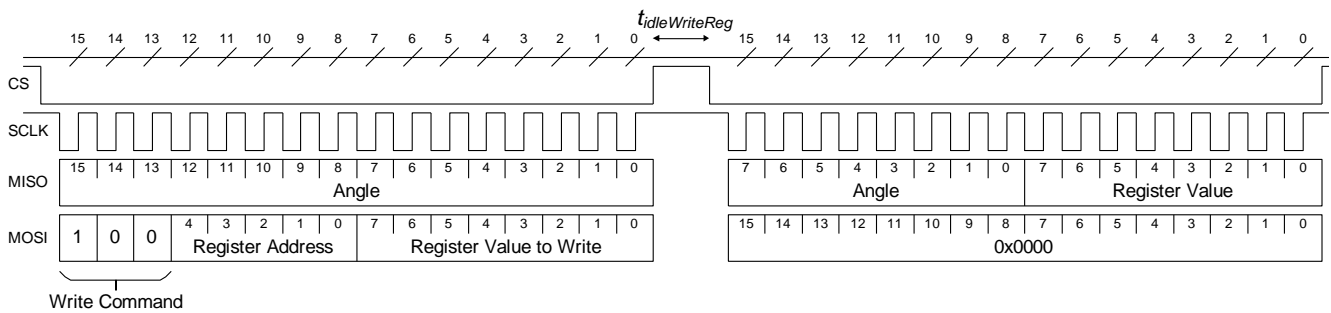 tidleWriteReg
15 14 13 12 11 10 9 8 7 6 5 4 3 2 1 0 15 14 13 12 11 10 9 8 7 6 5 4 3 2 1 0
CS
SCLK
MISO 15 14 13 12 11 10 9 8 7 6 5 4 3 2 1 0 7 6 5 4 3 2 1 0 7 6 5 4 3 2 1 0
Angle Angle Register Value
MOSI 1 0 0 4 3 2 1 0 7 6 5 4 3 2 1 0 15 14 13 12 11 10 9 8 7 6 5 4 3 2 1 0
Register Address Register Value to Write 0x0000
Write Command